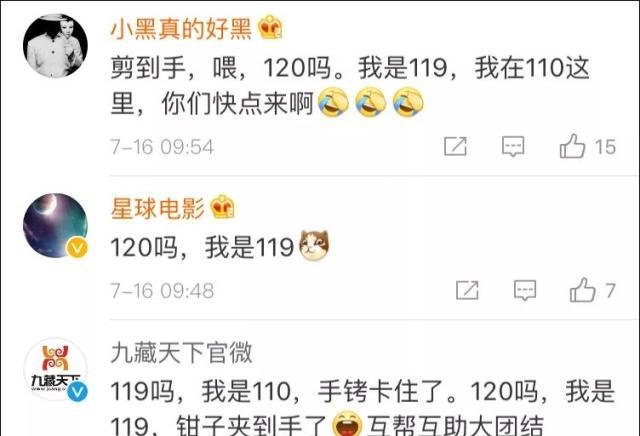 小黑真的好黑
剪到手，喂，120吗。我是119，我在110这
里，你们快点来啊
7-16 09:54
15
星球电影
120吗，我是119
7-16 09:48
7
九藏天下官微
九藏天下
119吗，我是110，手铐卡住了。120吗，我是
119，钳子夹到手了 互帮互助大团结